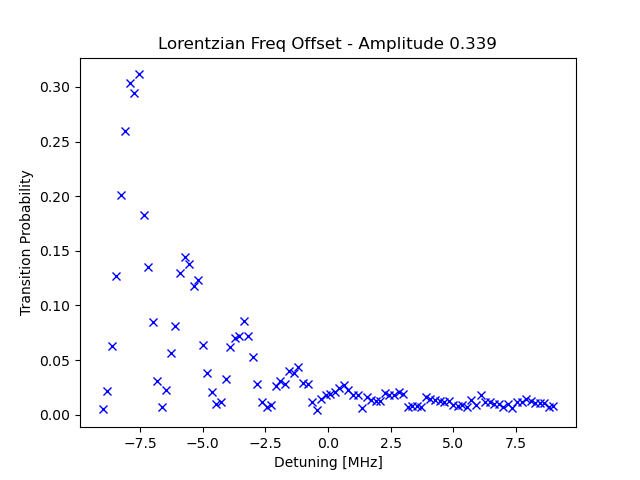 Lorentzian Freq Offset - Amplitude 0.339
Transition Probability
0.30
0.25
0.20
0.15
0.10
0.05
0.00
−7.5 −5.0 −2.5 0.0 2.5 5.0 7.5
Detuning [MHz]